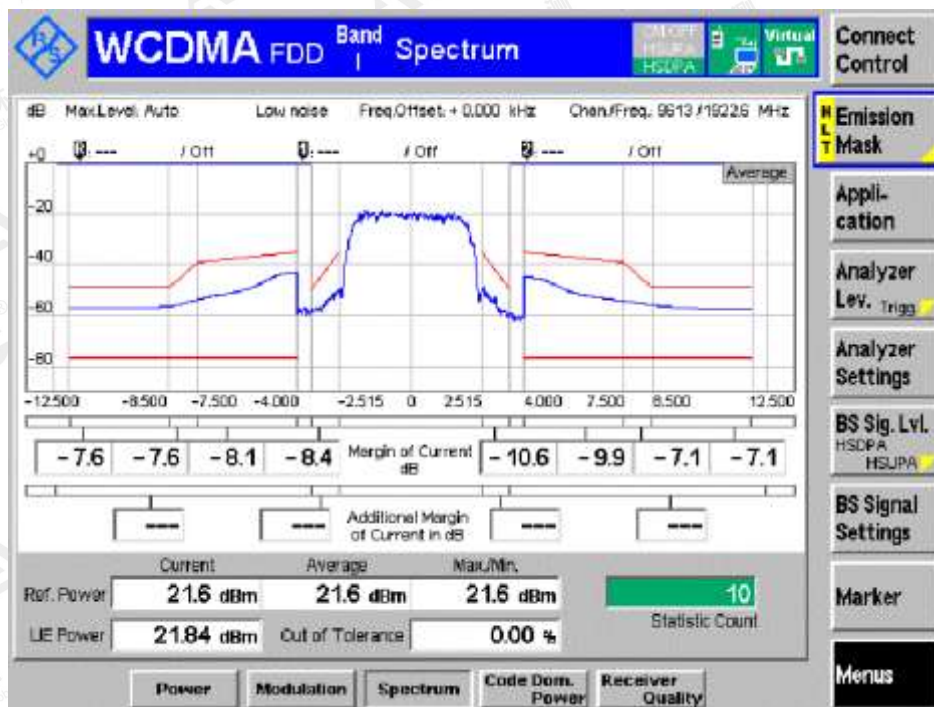 WCDMA FDD Band I Spectrum
HSUPA
HSDPA
Virtual
Connect Control
dB Max.Level: Auto Low noise Freq.Offset: + 0.000 kHz Chan./Freq.: 9613 / 1922.6 MHz
R: --- / Off 1: --- / Off 2: --- / Off
Average
+0
-20
-40
-60
-80
-12.500 -8.500 -7.500 -4.000 -2.515 0 2.515 4.000 7.500 8.500 12.500
-7.6 -7.6 -8.1 -8.4 Margin of Current dB -10.6 -9.9 -7.1 -7.1
--- --- Additional Margin of Current in dB --- ---
Current Average Max./Min.
Ref. Power 21.6 dBm 21.6 dBm 21.6 dBm
10
Statistic Count
UE Power 21.84 dBm Out of Tolerance 0.00 %
Power Modulation Spectrum Code Dom. Power Receiver Quality
HLT Emission Mask
Appli-
cation
Analyzer
Lev. Trigg.
Analyzer
Settings
BS Sig. Lvl.
HSDPA
HSUPA
BS Signal
Settings
Marker
Menus